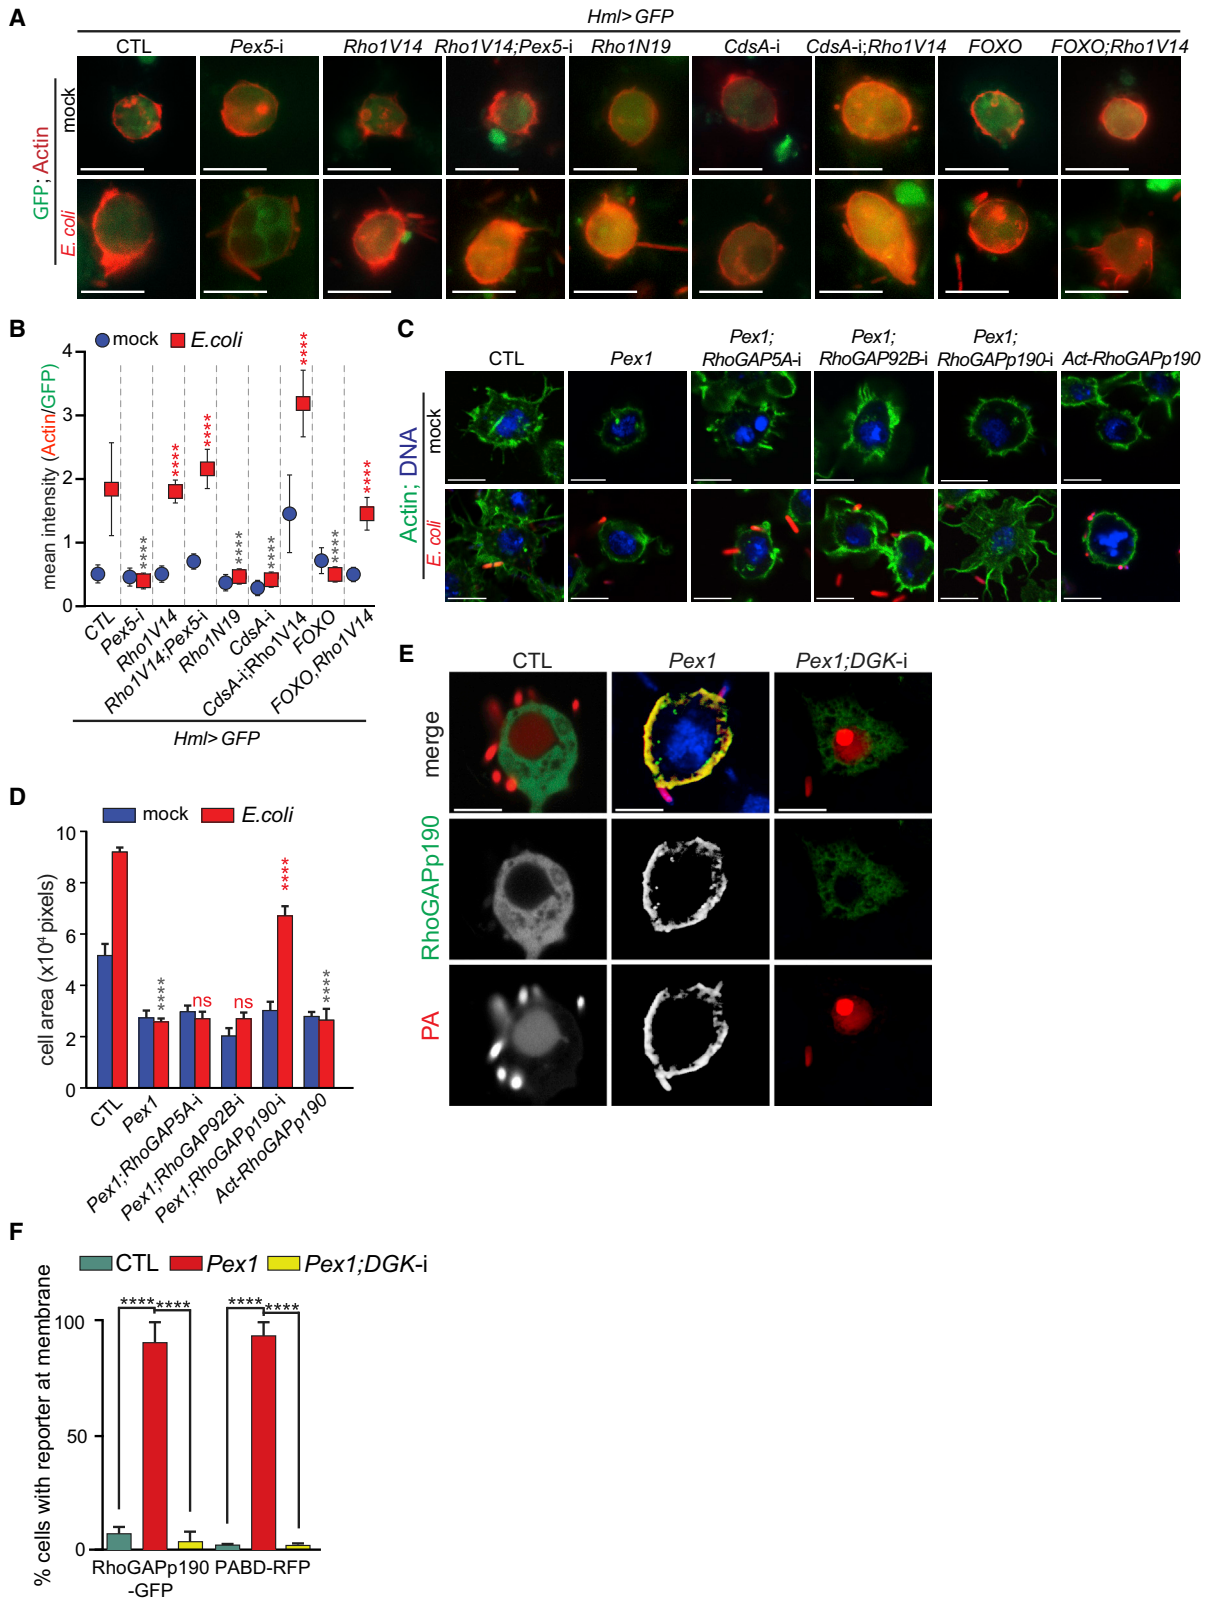 A
Hml> GFP
CTL
Pex5-i
Rho1V14
Rho1V14;Pex5-i
Rho1N19
CdsA-i
CdsA-i;Rho1V14
FOXO
FOXO;Rho1V14
GFP; Actin
mock
E. coli
B
mock
E.coli
mean intensity (Actin/GFP)
4
3
2
1
0
****
****
****
****
****
****
***
****
CTL
Pex5-i
Rho1V14
Rho1V14;Pex5-i
Rho1N19
CdsA-i
CdsA-i;Rho1V14
FOXO
FOXO,Rho1V14
Hml> GFP
C
CTL
Pex1
Pex1;
RhoGAP5A-i
Pex1;
RhoGAP92B-i
Pex1;
RhoGAPp190-i
Act-RhoGAPp190
Actin; DNA
mock
E. coli
D
mock
E.coli
cell area (x10⁴ pixels)
10
8
6
4
2
0
****
ns
ns
****
****
CTL
Pex1
Pex1;RhoGAP5A-i
Pex1;RhoGAP92B-i
Pex1;RhoGAPp190-i
Act-RhoGAPp190
E
CTL
Pex1
Pex1;DGK-i
merge
RhoGAPp190
PA
F
CTL
Pex1
Pex1;DGK-i
% cells with reporter at membrane
100
50
0
****
****
****
****
RhoGAPp190
-GFP
PABD-RFP